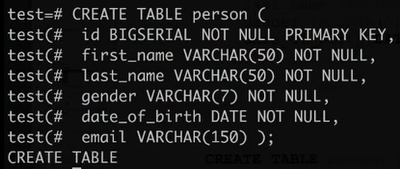 test=# CREATE TABLE person (
test(#  id BIGSERIAL NOT NULL PRIMARY KEY,
test(#  first_name VARCHAR(50) NOT NULL,
test(#  last_name VARCHAR(50) NOT NULL,
test(#  gender VARCHAR(7) NOT NULL,
test(#  date_of_birth DATE NOT NULL,
test(#  email VARCHAR(150) );
CREATE TABLE